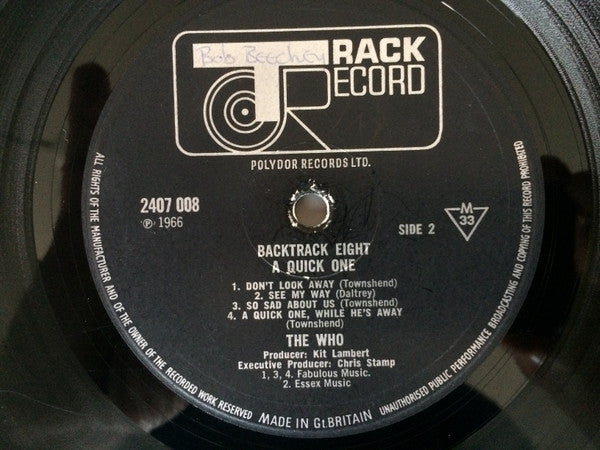 Bob Beechey
TRACK
RECORD
POLYDOR RECORDS LTD.
2407 008
℗ 1966
SIDE 2
M
33
BACKTRACK EIGHT
A QUICK ONE
1. DON'T LOOK AWAY (Townshend)
2. SEE MY WAY (Daltrey)
3. SO SAD ABOUT US (Townshend)
4. A QUICK ONE, WHILE HE'S AWAY
(Townshend)
THE WHO
Producer: Kit Lambert
Executive Producer: Chris Stamp
1, 3, 4. Fabulous Music.
2. Essex Music
ALL RIGHTS OF THE MANUFACTURER AND OF THE OWNER OF THE RECORDED WORK RESERVED
UNAUTHORISED PUBLIC PERFORMANCE BROADCASTING AND COPYING OF THIS RECORD PROHIBITED
MADE IN Gt.BRITAIN